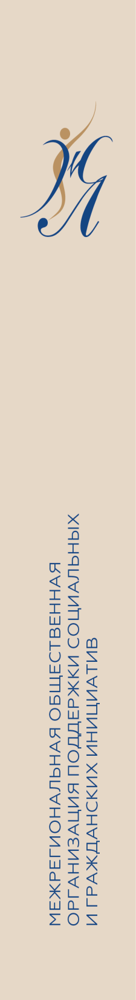 МЕЖРЕГИОНАЛЬНАЯ ОБЩЕСТВЕННАЯ
ОРГАНИЗАЦИЯ ПОДДЕРЖКИ СОЦИАЛЬНЫХ
И ГРАЖДАНСКИХ ИНИЦИАТИВ